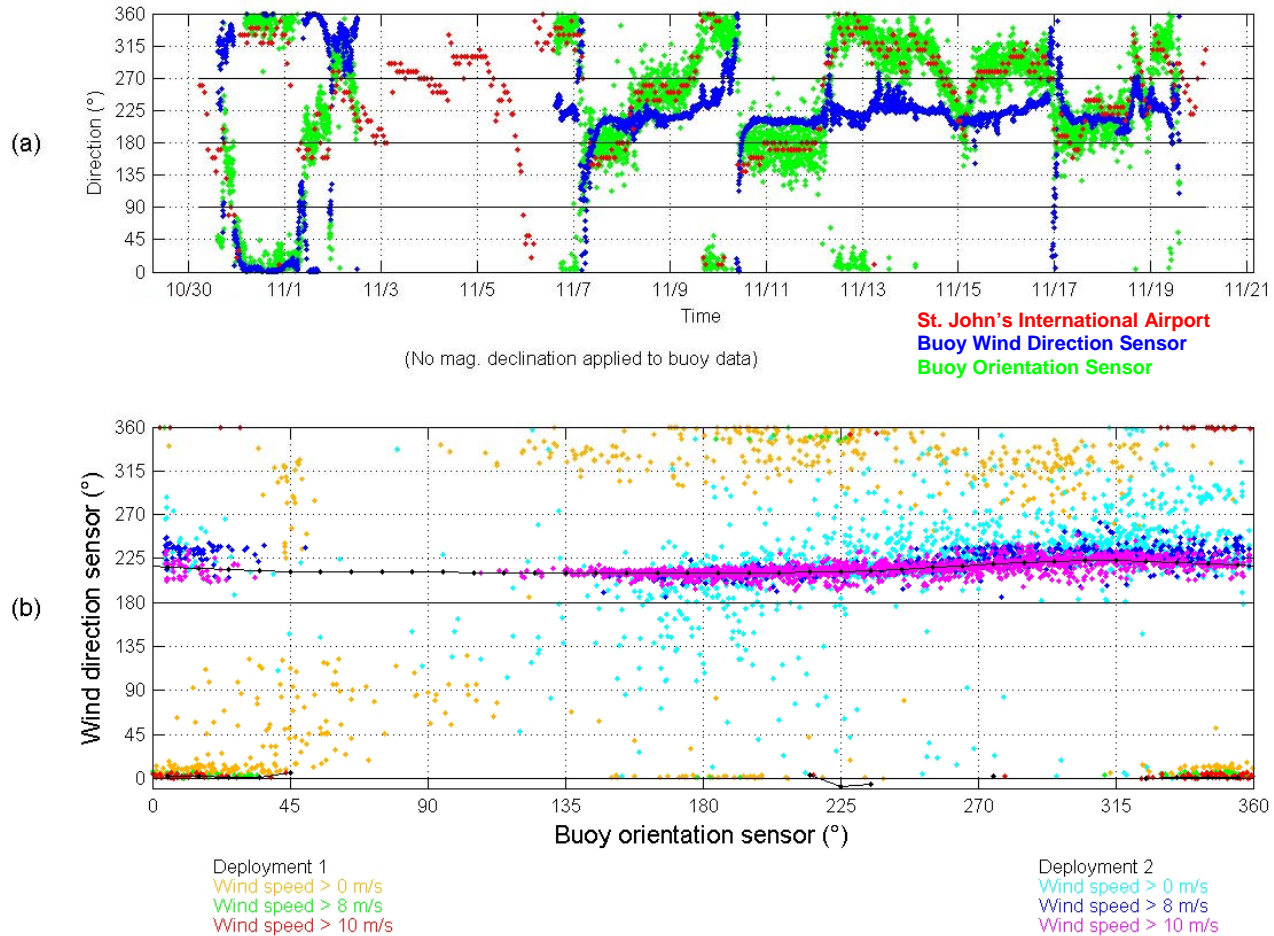 (a)
Direction (°)
360
315
270
225
180
135
90
45
0
10/30 11/1 11/3 11/5 11/7 11/9 11/11 11/13 11/15 11/17 11/19 11/21
Time
(No mag. declination applied to buoy data)
St. John's International Airport
Buoy Wind Direction Sensor
Buoy Orientation Sensor
(b)
Wind direction sensor (°)
360
315
270
225
180
135
90
45
0
0 45 90 135 180 225 270 315 360
Buoy orientation sensor (°)
Deployment 1
Wind speed > 0 m/s
Wind speed > 8 m/s
Wind speed > 10 m/s
Deployment 2
Wind speed > 0 m/s
Wind speed > 8 m/s
Wind speed > 10 m/s